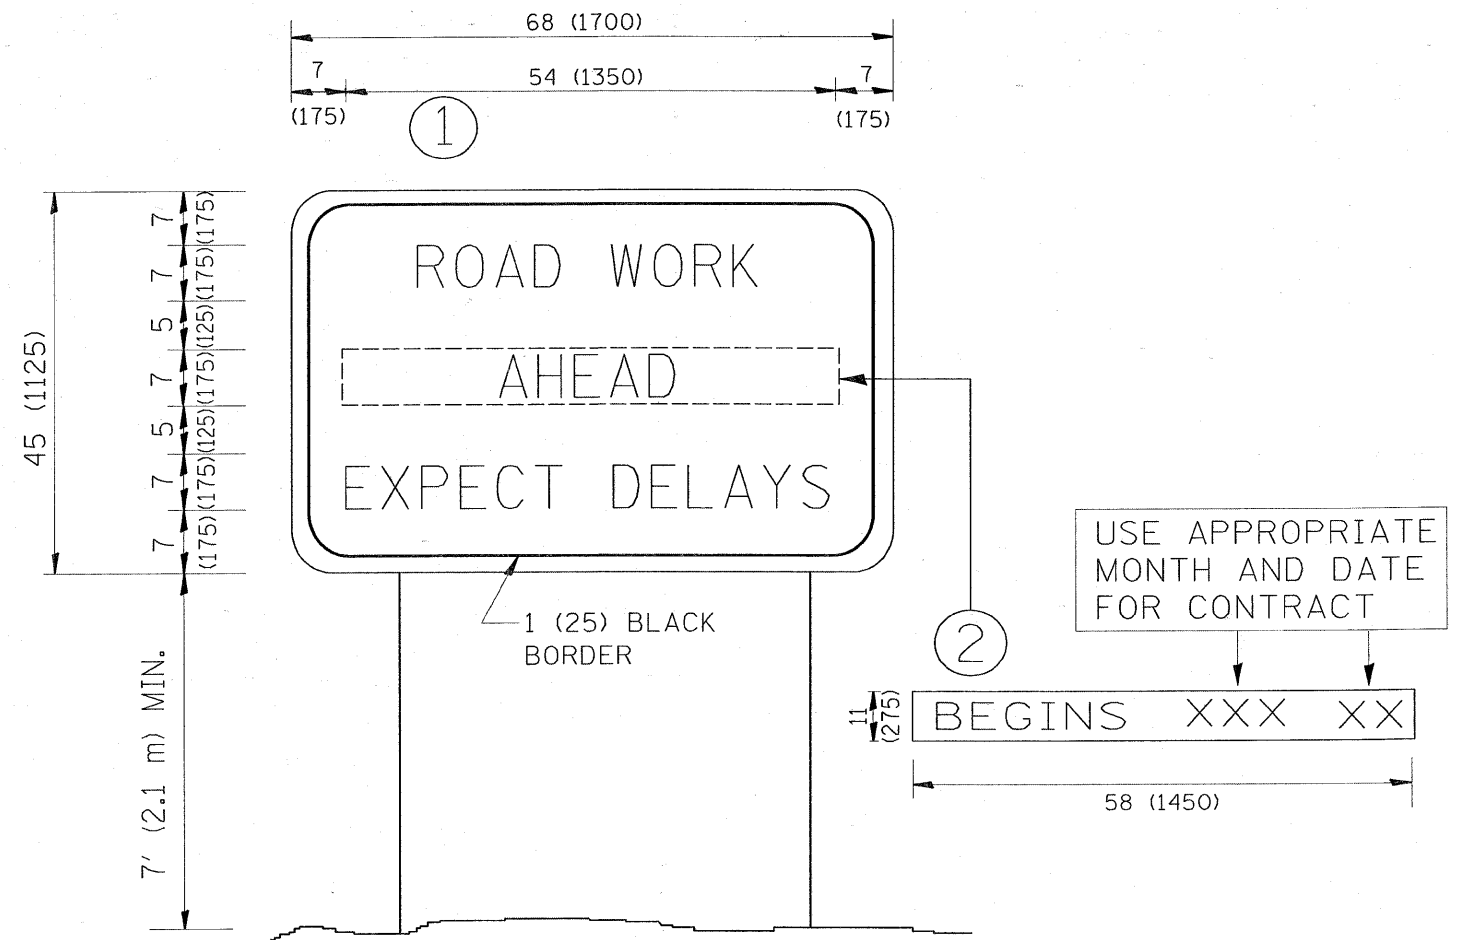 68 (1700)
7
54 (1350)
7
(175)
(175)
1
45 (1125)
7
(175)
7
(175)
5
(125)
7
(175)
5
(125)
7
(175)
7
(175)
ROAD WORK
AHEAD
EXPECT DELAYS
1 (25) BLACK
BORDER
7' (2.1 m) MIN.
2
USE APPROPRIATE
MONTH AND DATE
FOR CONTRACT
11
(275)
BEGINS XXX XX
58 (1450)